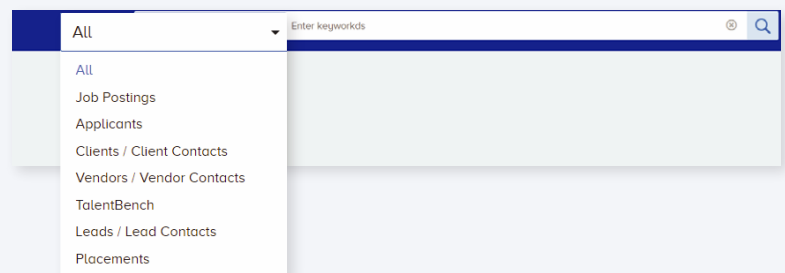 All
Enter keyworkds
All
Job Postings
Applicants
Clients / Client Contacts
Vendors / Vendor Contacts
TalentBench
Leads / Lead Contacts
Placements